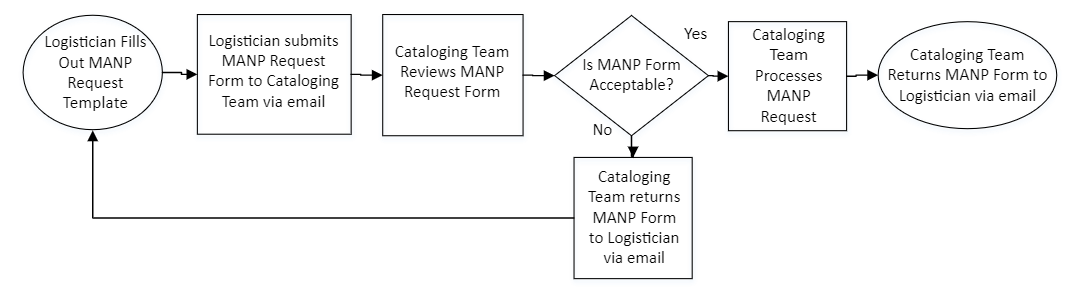 Logistician Fills
Out MANP
Request
Template
Logistician submits
MANP Request
Form to Cataloging
Team via email
Cataloging Team
Reviews MANP
Request Form
Is MANP Form
Acceptable?
Yes
Cataloging
Team
Processes
MANP
Request
Cataloging Team
Returns MANP Form to
Logistician via email
No
Cataloging
Team returns
MANP Form
to Logistician
via email